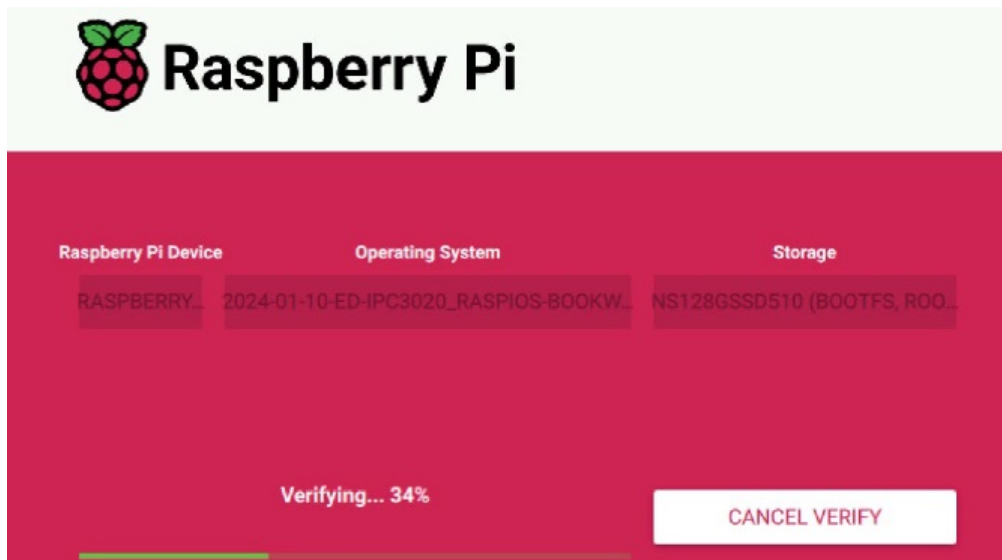 Raspberry Pi
Raspberry Pi Device Operating System Storage
RASPBERRY... 2024-01-10-ED-IPC3020_RASPIOS-BOOKW... NS128GSSD510 (BOOTFS, ROO...
Verifying... 34%
CANCEL VERIFY